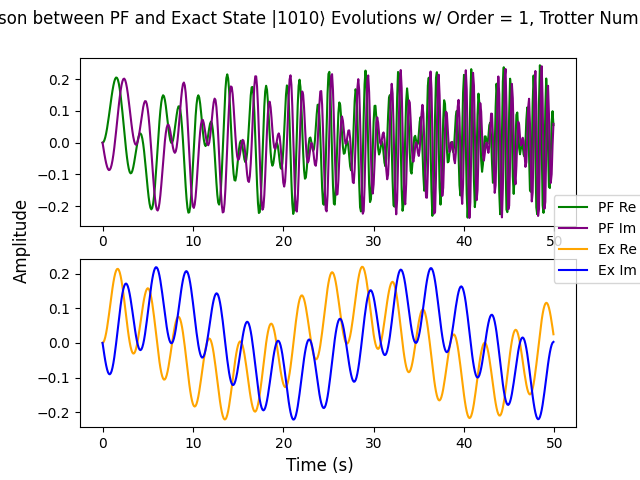 son between PF and Exact State |1010⟩ Evolutions w/ Order = 1, Trotter Num
0.2
0.1
0.0
−0.1
−0.2
0 10 20 30 40 50
PF Re
PF Im
Ex Re
Ex Im
Amplitude
0.2
0.1
0.0
−0.1
−0.2
0 10 20 30 40 50
Time (s)